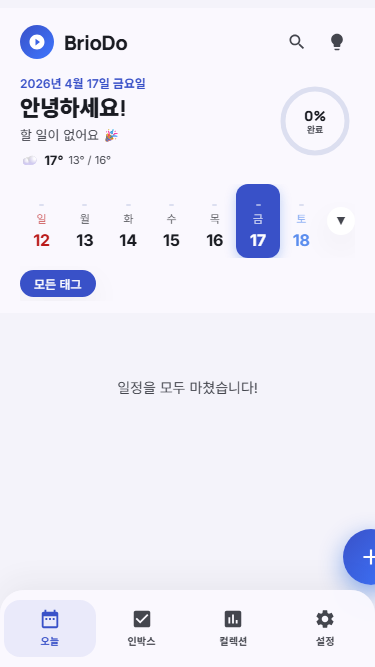 BrioDo
2026년 4월 17일 금요일
안녕하세요!
할 일이 없어요 🎉
17° 13° / 16°
0%
완료
– – – – – – –
일 월 화 수 목 금 토
12 13 14 15 16 17 18
▼
모든 태그
일정을 모두 마쳤습니다!
+
오늘 인박스 컬렉션 설정